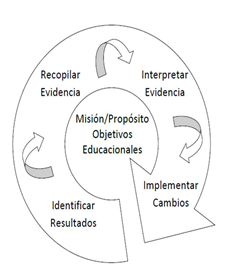 Recopilar
Evidencia
Interpretar
Evidencia
Misión/Propósito
Objetivos
Educacionales
Implementar
Cambios
Identificar
Resultados